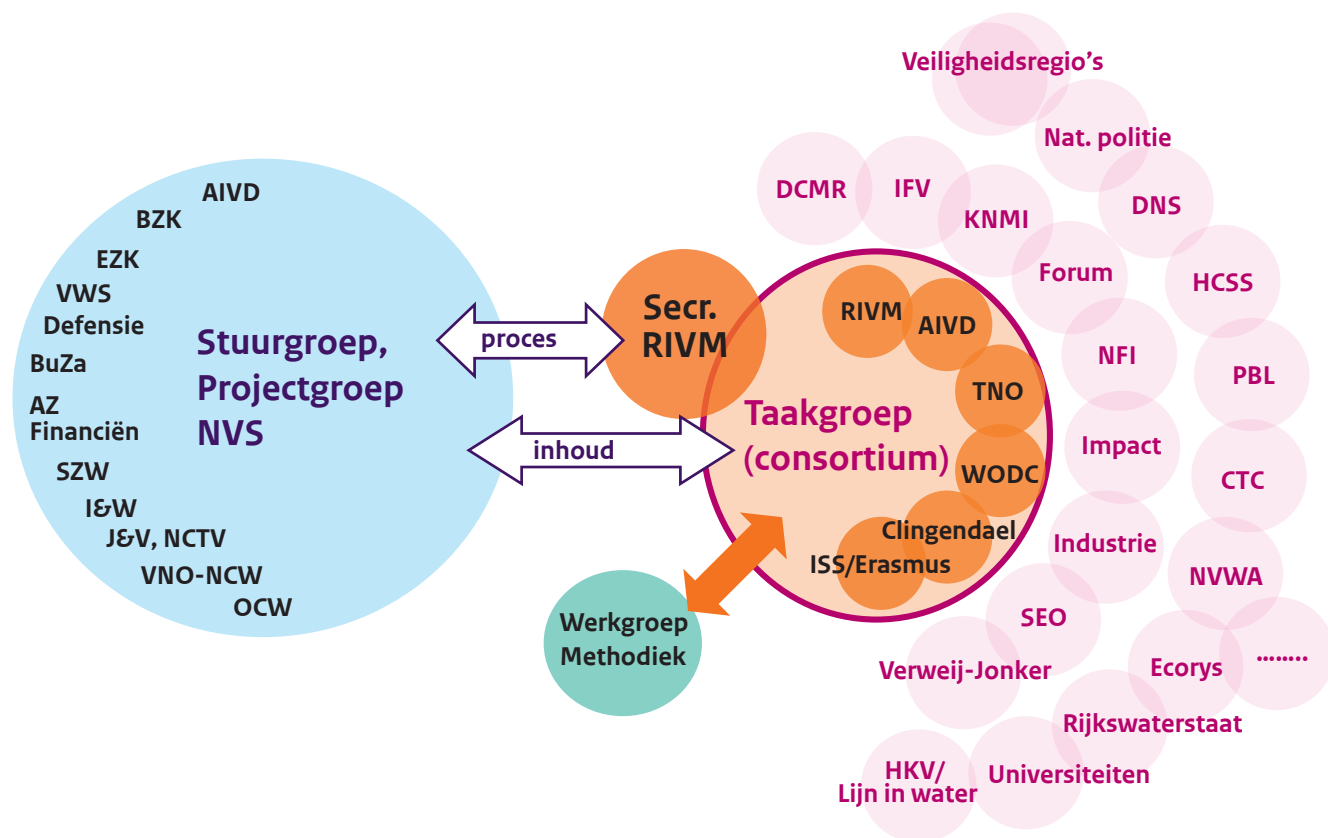 AIVD
BZK
EZK
VWS
Defensie
BuZa
AZ
Financiën
SZW
I&W
J&V, NCTV
VNO-NCW
OCW
Stuurgroep,
Projectgroep
NVS
proces
inhoud
Secr.
RIVM
Taakgroep
(consortium)
RIVM
AIVD
TNO
WODC
Clingendael
ISS/Erasmus
Werkgroep
Methodiek
Veiligheidsregio's
Nat. politie
DCMR
IFV
KNMI
DNS
Forum
HCSS
NFI
PBL
Impact
CTC
Industrie
NVWA
SEO
Verweij-Jonker
Ecorys
........
Rijkswaterstaat
Universiteiten
HKV/
Lijn in water